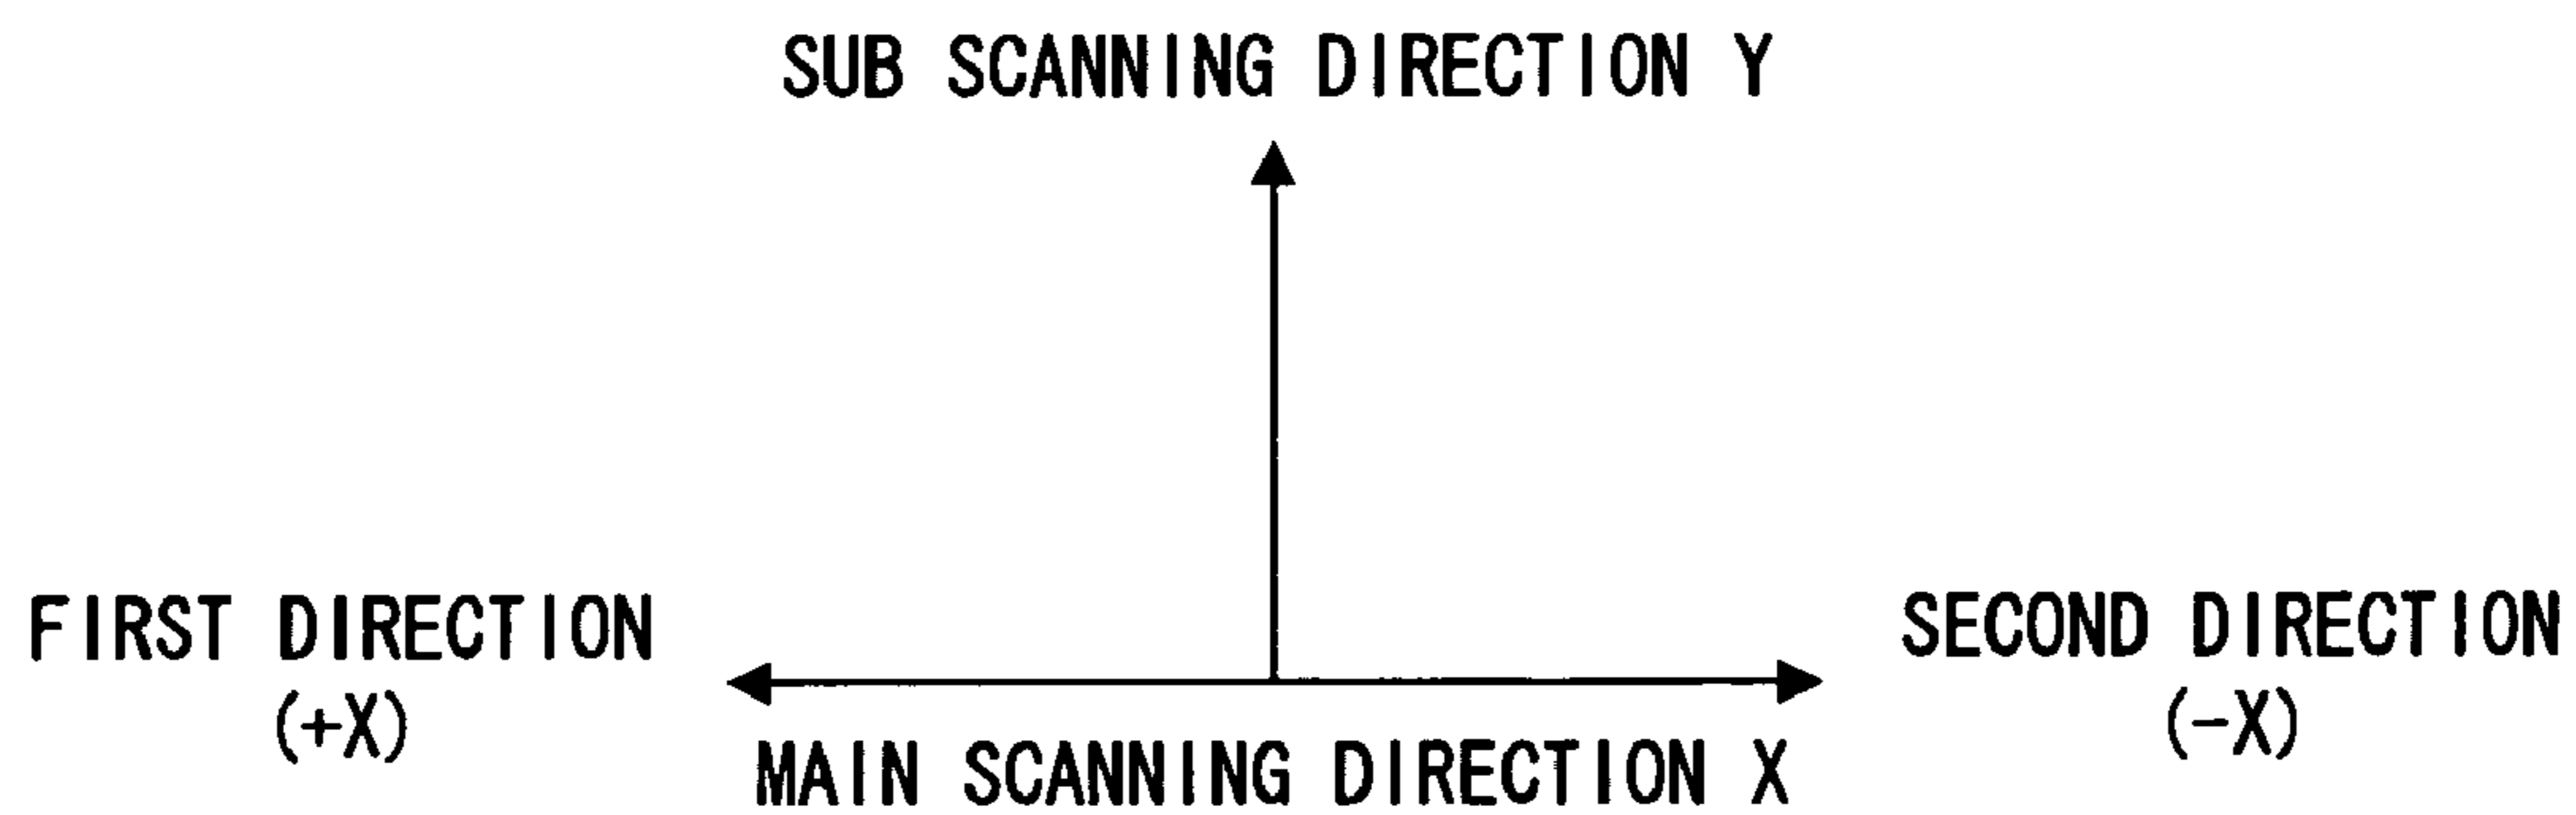 SUB SCANNING DIRECTION Y
FIRST DIRECTION
(+X)
SECOND DIRECTION
(-X)
MAIN SCANNING DIRECTION X